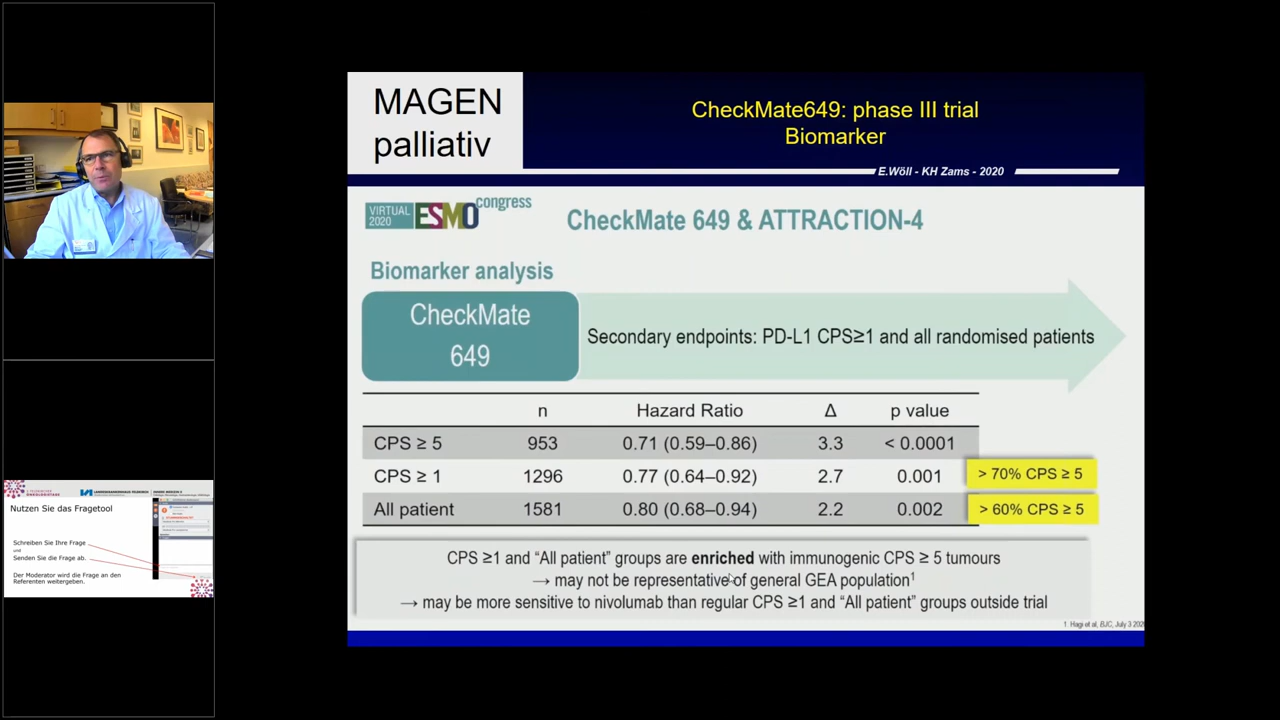 MAGEN
palliativ
CheckMate649: phase III trial
Biomarker
E.Wöll - KH Zams - 2020
VIRTUAL
2020
ESMO
congress
CheckMate 649 & ATTRACTION-4
Biomarker analysis
CheckMate
649
Secondary endpoints: PD-L1 CPS≥1 and all randomised patients
n Hazard Ratio Δ p value
CPS ≥ 5 953 0.71 (0.59–0.86) 3.3 < 0.0001
CPS ≥ 1 1296 0.77 (0.64–0.92) 2.7 0.001 > 70% CPS ≥ 5
All patient 1581 0.80 (0.68–0.94) 2.2 0.002 > 60% CPS ≥ 5
CPS ≥1 and “All patient” groups are enriched with immunogenic CPS ≥ 5 tumours
→ may not be representative of general GEA population¹
→ may be more sensitive to nivolumab than regular CPS ≥1 and “All patient” groups outside trial
1. Hagi et al, BJC, July 3 202
Nutzen Sie das Fragetool
Schreiben Sie Ihre Frage
und
Senden Sie die Frage ab.
Der Moderator wird die Frage an den
Referenten weitergeben.